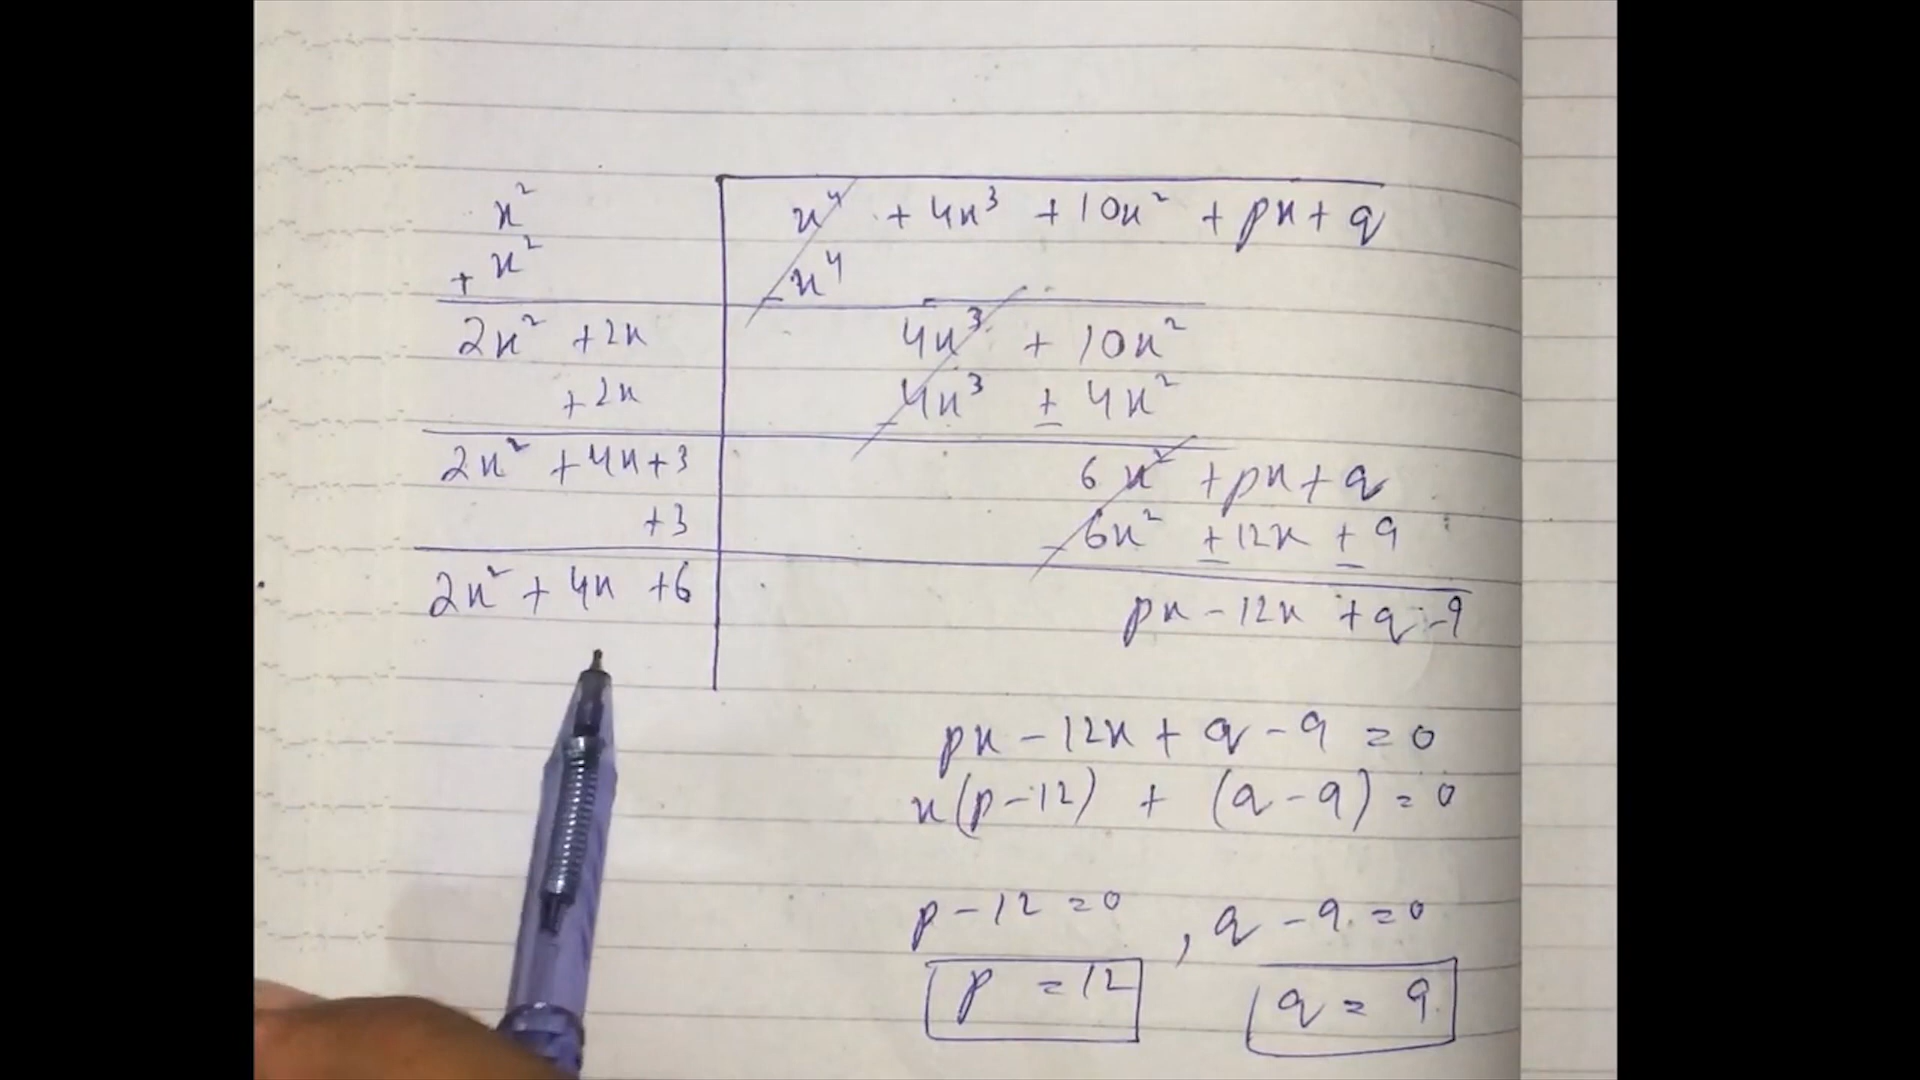 x² x⁴ + 4x³ + 10x² + px + q
+ x² - x⁴
2x² + 2x 4x³ + 10x²
+ 2x - 4x³ ± 4x²
2x² + 4x + 3 6x² + px + q
+3 - 6x² ± 12x ± 9
2x² + 4x + 6 px - 12x + q - 9
px - 12x + q - 9 = 0
x(p - 12) + (q - 9) = 0
p - 12 = 0 , q - 9 = 0
p = 12 q = 9